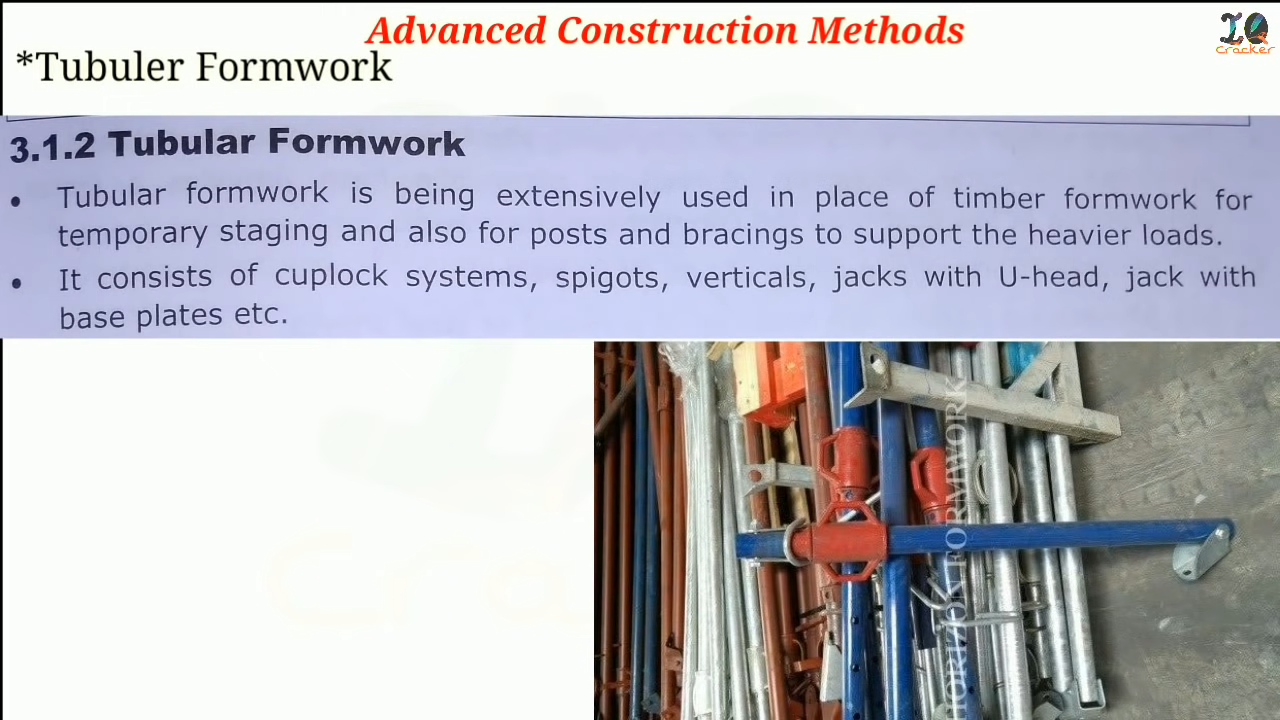 Advanced Construction Methods
IQ
Cracker
*Tubuler Formwork
3.1.2 Tubular Formwork
• Tubular formwork is being extensively used in place of timber formwork for
temporary staging and also for posts and bracings to support the heavier loads.
• It consists of cuplock systems, spigots, verticals, jacks with U-head, jack with
base plates etc.
HORIZOK FORMWORK